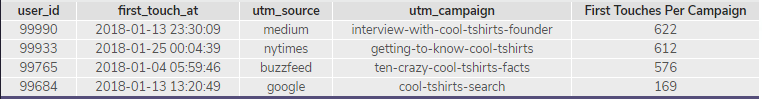 user_id first_touch_at utm_source utm_campaign First Touches Per Campaign
99990 2018-01-13 23:30:09 medium interview-with-cool-tshirts-founder 622
99933 2018-01-25 00:04:39 nytimes getting-to-know-cool-tshirts 612
99765 2018-01-04 05:59:46 buzzfeed ten-crazy-cool-tshirts-facts 576
99684 2018-01-13 13:20:49 google cool-tshirts-search 169